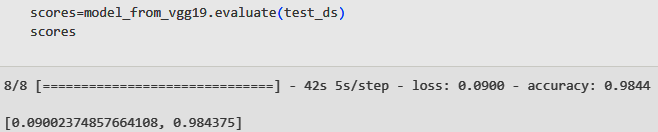 scores=model_from_vgg19.evaluate(test_ds)
scores
8/8 [==============================] - 42s 5s/step - loss: 0.0900 - accuracy: 0.9844
[0.09002374857664108, 0.984375]